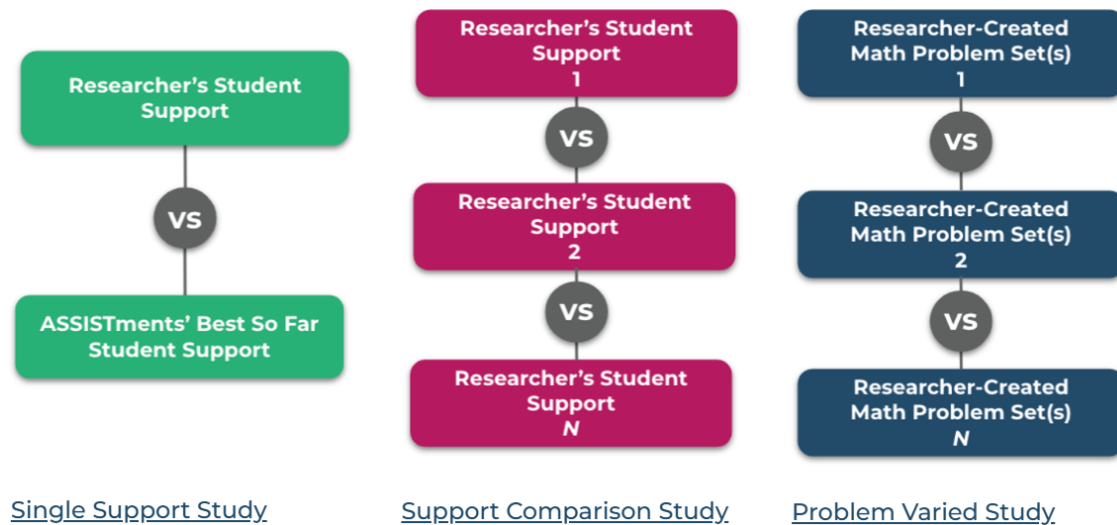 Researcher's Student
Support
VS
ASSISTments' Best So Far
Student Support
Single Support Study
Researcher's Student
Support
1
VS
Researcher's Student
Support
2
VS
Researcher's Student
Support
N
Support Comparison Study
Researcher-Created
Math Problem Set(s)
1
VS
Researcher-Created
Math Problem Set(s)
2
VS
Researcher-Created
Math Problem Set(s)
N
Problem Varied Study